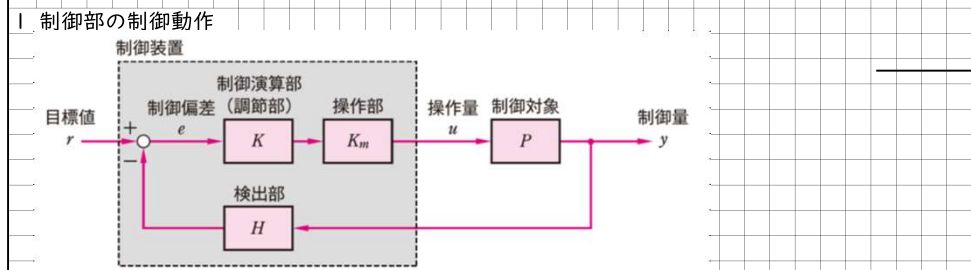 1 制御部の制御動作
制御装置
制御演算部
目標値 制御偏差 (調節部) 操作部 操作量 制御対象 制御量
r + e K Km u P y
−
検出部
H